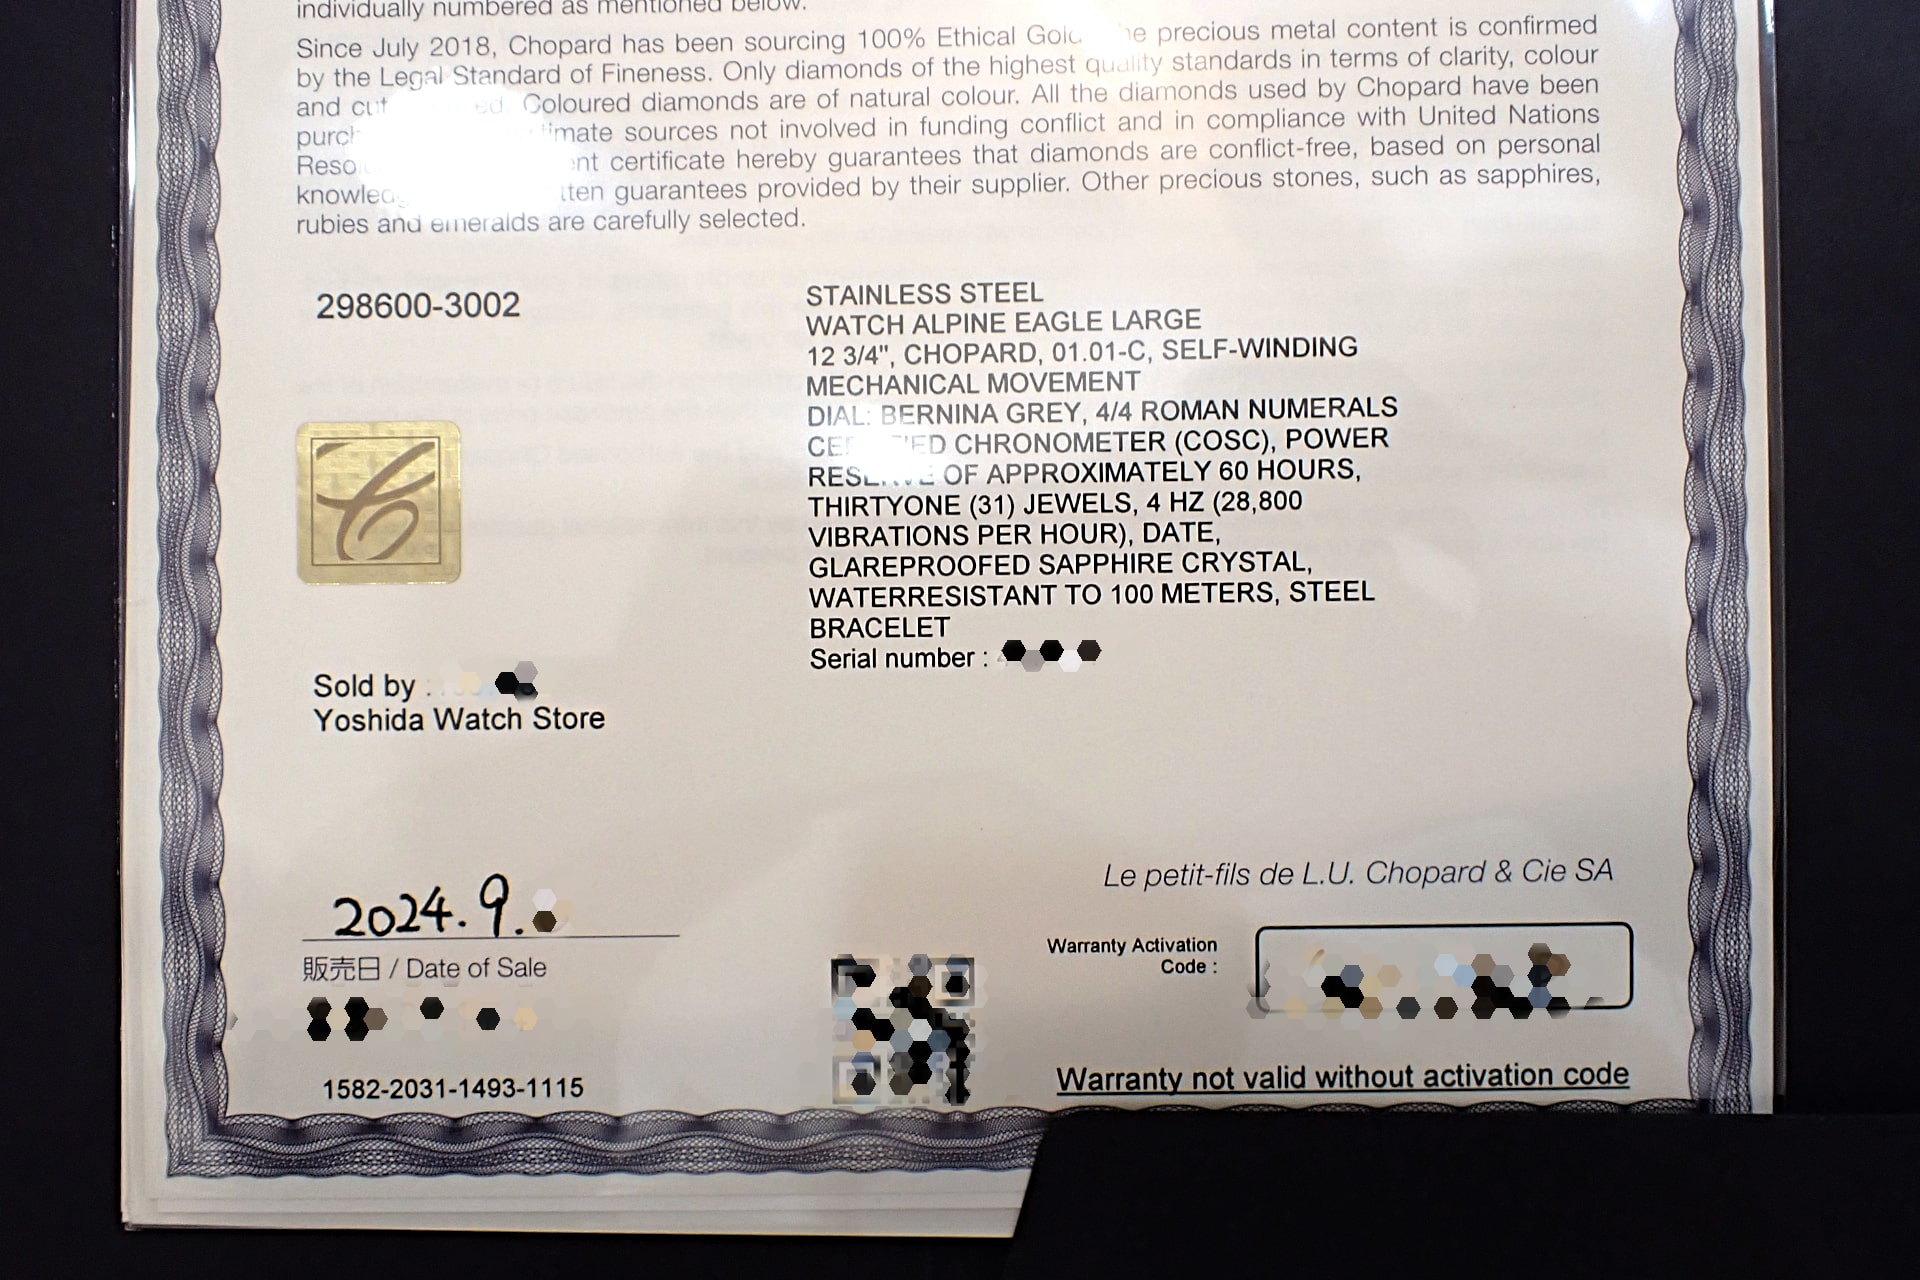 individually numbered as mentioned below.
Since July 2018, Chopard has been sourcing 100% Ethical Gold precious metal content is confirmed
by the Legal Standard of Fineness. Only diamonds of the highest quality standards in terms of clarity, colour
and cut Coloured diamonds are of natural colour. All the diamonds used by Chopard have been
sources not involved in funding conflict and in compliance with United Nations
certificate hereby guarantees that diamonds are conflict-free, based on personal
guarantees provided by their supplier. Other precious stones, such as sapphires,
rubies and emeralds are carefully selected.
298600-3002
STAINLESS STEEL
WATCH ALPINE EAGLE LARGE
12 3/4", CHOPARD, 01.01-C, SELF-WINDING
MECHANICAL MOVEMENT
DIAL: BERNINA GREY, 4/4 ROMAN NUMERALS
CERTIFIED CHRONOMETER (COSC), POWER
RESERVE OF APPROXIMATELY 60 HOURS,
THIRTYONE (31) JEWELS, 4 HZ (28,800
VIBRATIONS PER HOUR), DATE,
GLAREPROOFED SAPPHIRE CRYSTAL,
WATERRESISTANT TO 100 METERS, STEEL
BRACELET
Serial number :
Sold by :
Yoshida Watch Store
Le petit-fils de L.U. Chopard & Cie SA
2024.9.
販売日 / Date of Sale
Warranty Activation
Code :
1582-2031-1493-1115
Warranty not valid without activation code